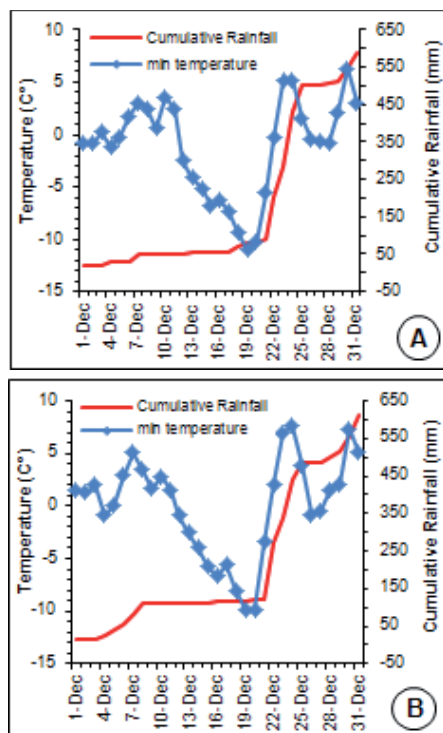 Cumulative Rainfall
min temperature
Temperature (C°)
10
5
0
-5
-10
-15
Cumulative Rainfall (mm)
650
550
450
350
250
150
50
-50
1-Dec
4-Dec
7-Dec
10-Dec
13-Dec
16-Dec
19-Dec
22-Dec
25-Dec
28-Dec
31-Dec
A
Cumulative Rainfall
min temperature
Temperature (C°)
10
5
0
-5
-10
-15
Cumulative Rainfall (mm)
650
550
450
350
250
150
50
-50
1-Dec
4-Dec
7-Dec
10-Dec
13-Dec
16-Dec
19-Dec
22-Dec
25-Dec
28-Dec
31-Dec
B